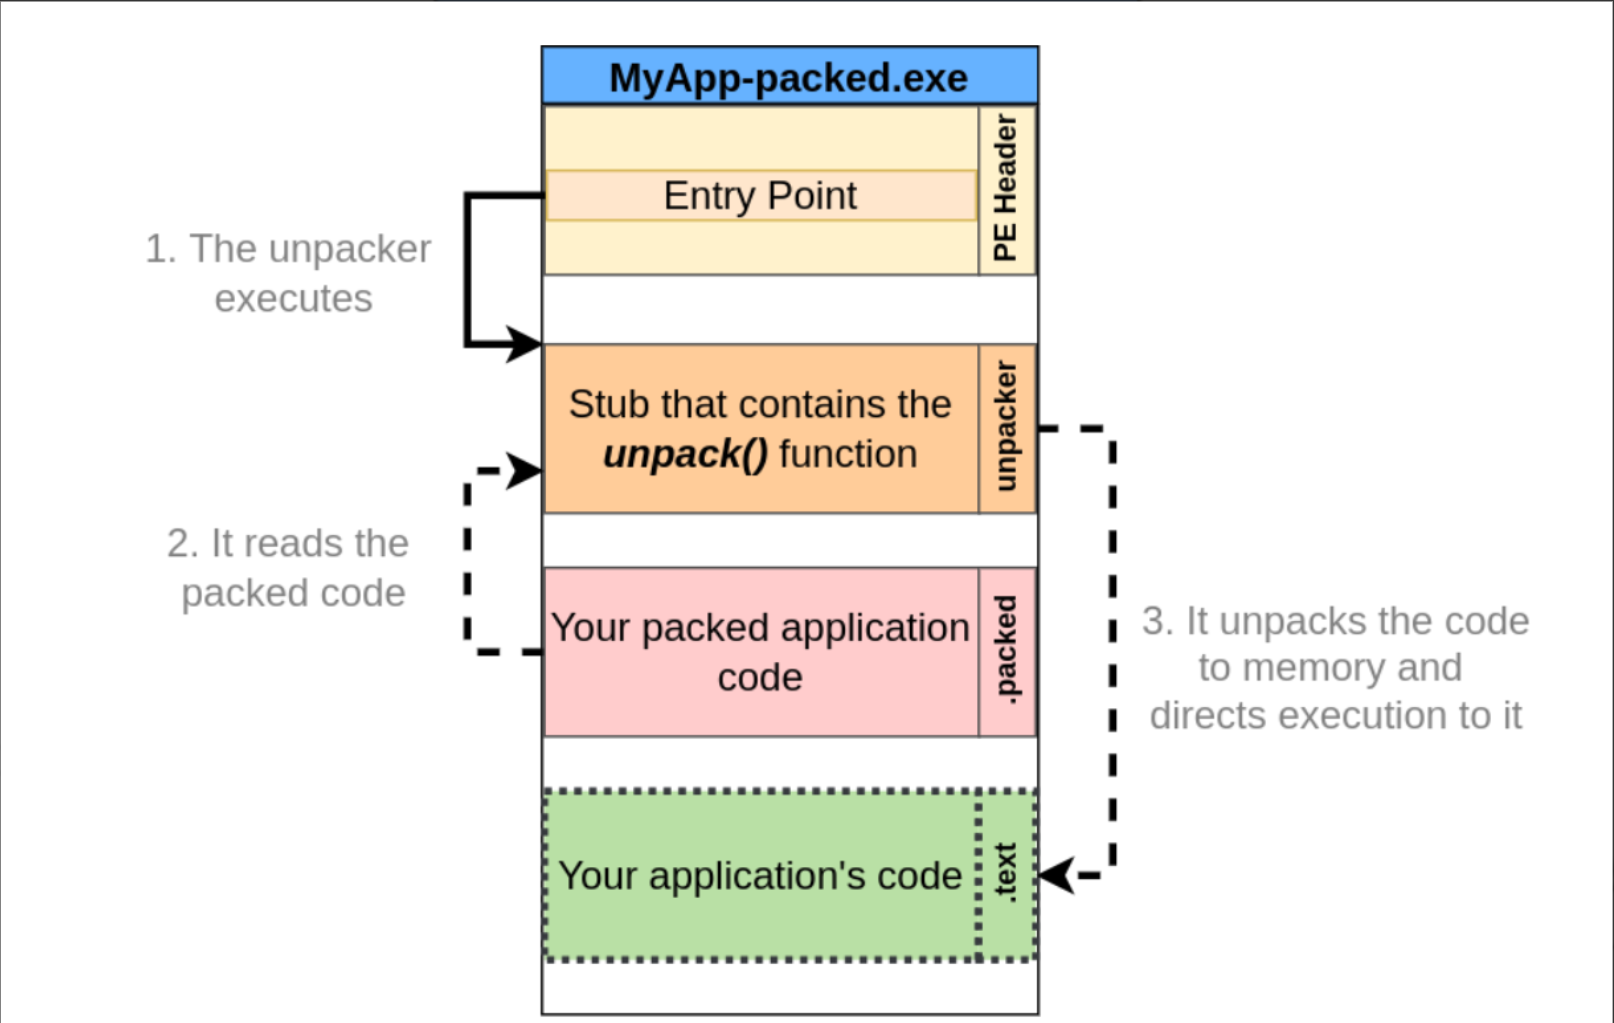 MyApp-packed.exe
Entry Point
PE Header
1. The unpacker
executes
Stub that contains the
unpack() function
unpacker
2. It reads the
packed code
Your packed application
code
.packed
3. It unpacks the code
to memory and
directs execution to it
Your application's code
.text